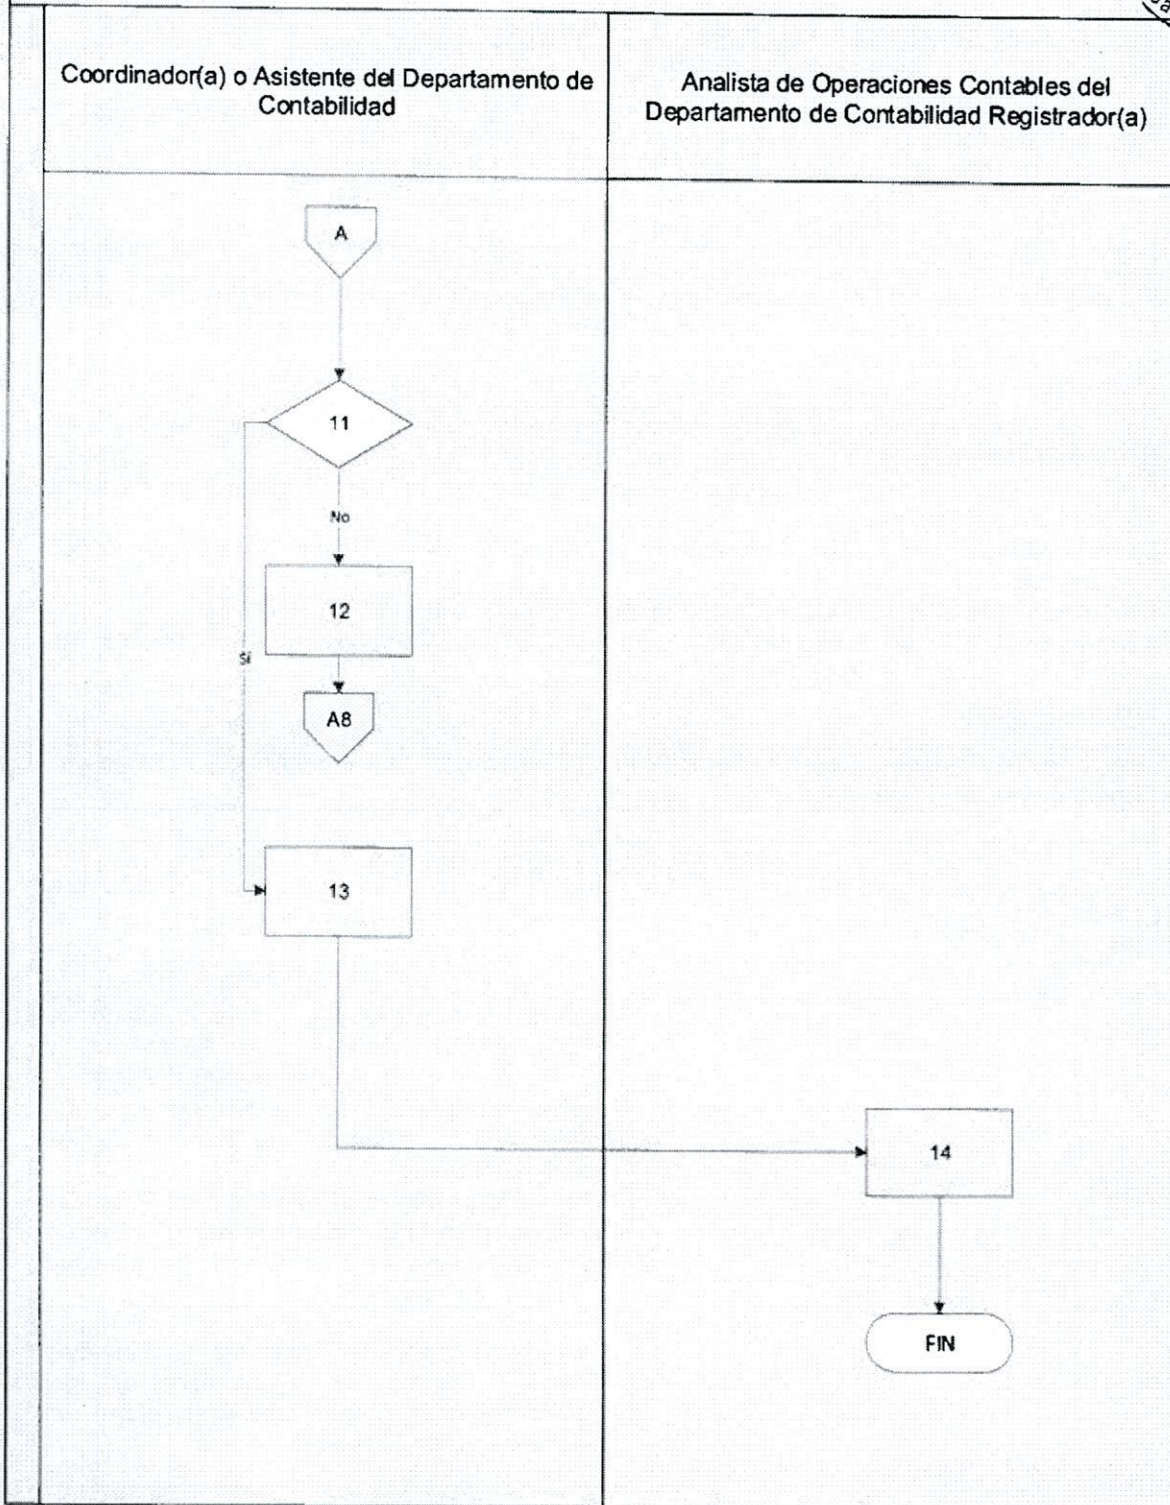 Coordinador(a) o Asistente del Departamento de
Contabilidad
Analista de Operaciones Contables del
Departamento de Contabilidad Registrador(a)
A
11
No
12
Sí
A8
13
14
FIN